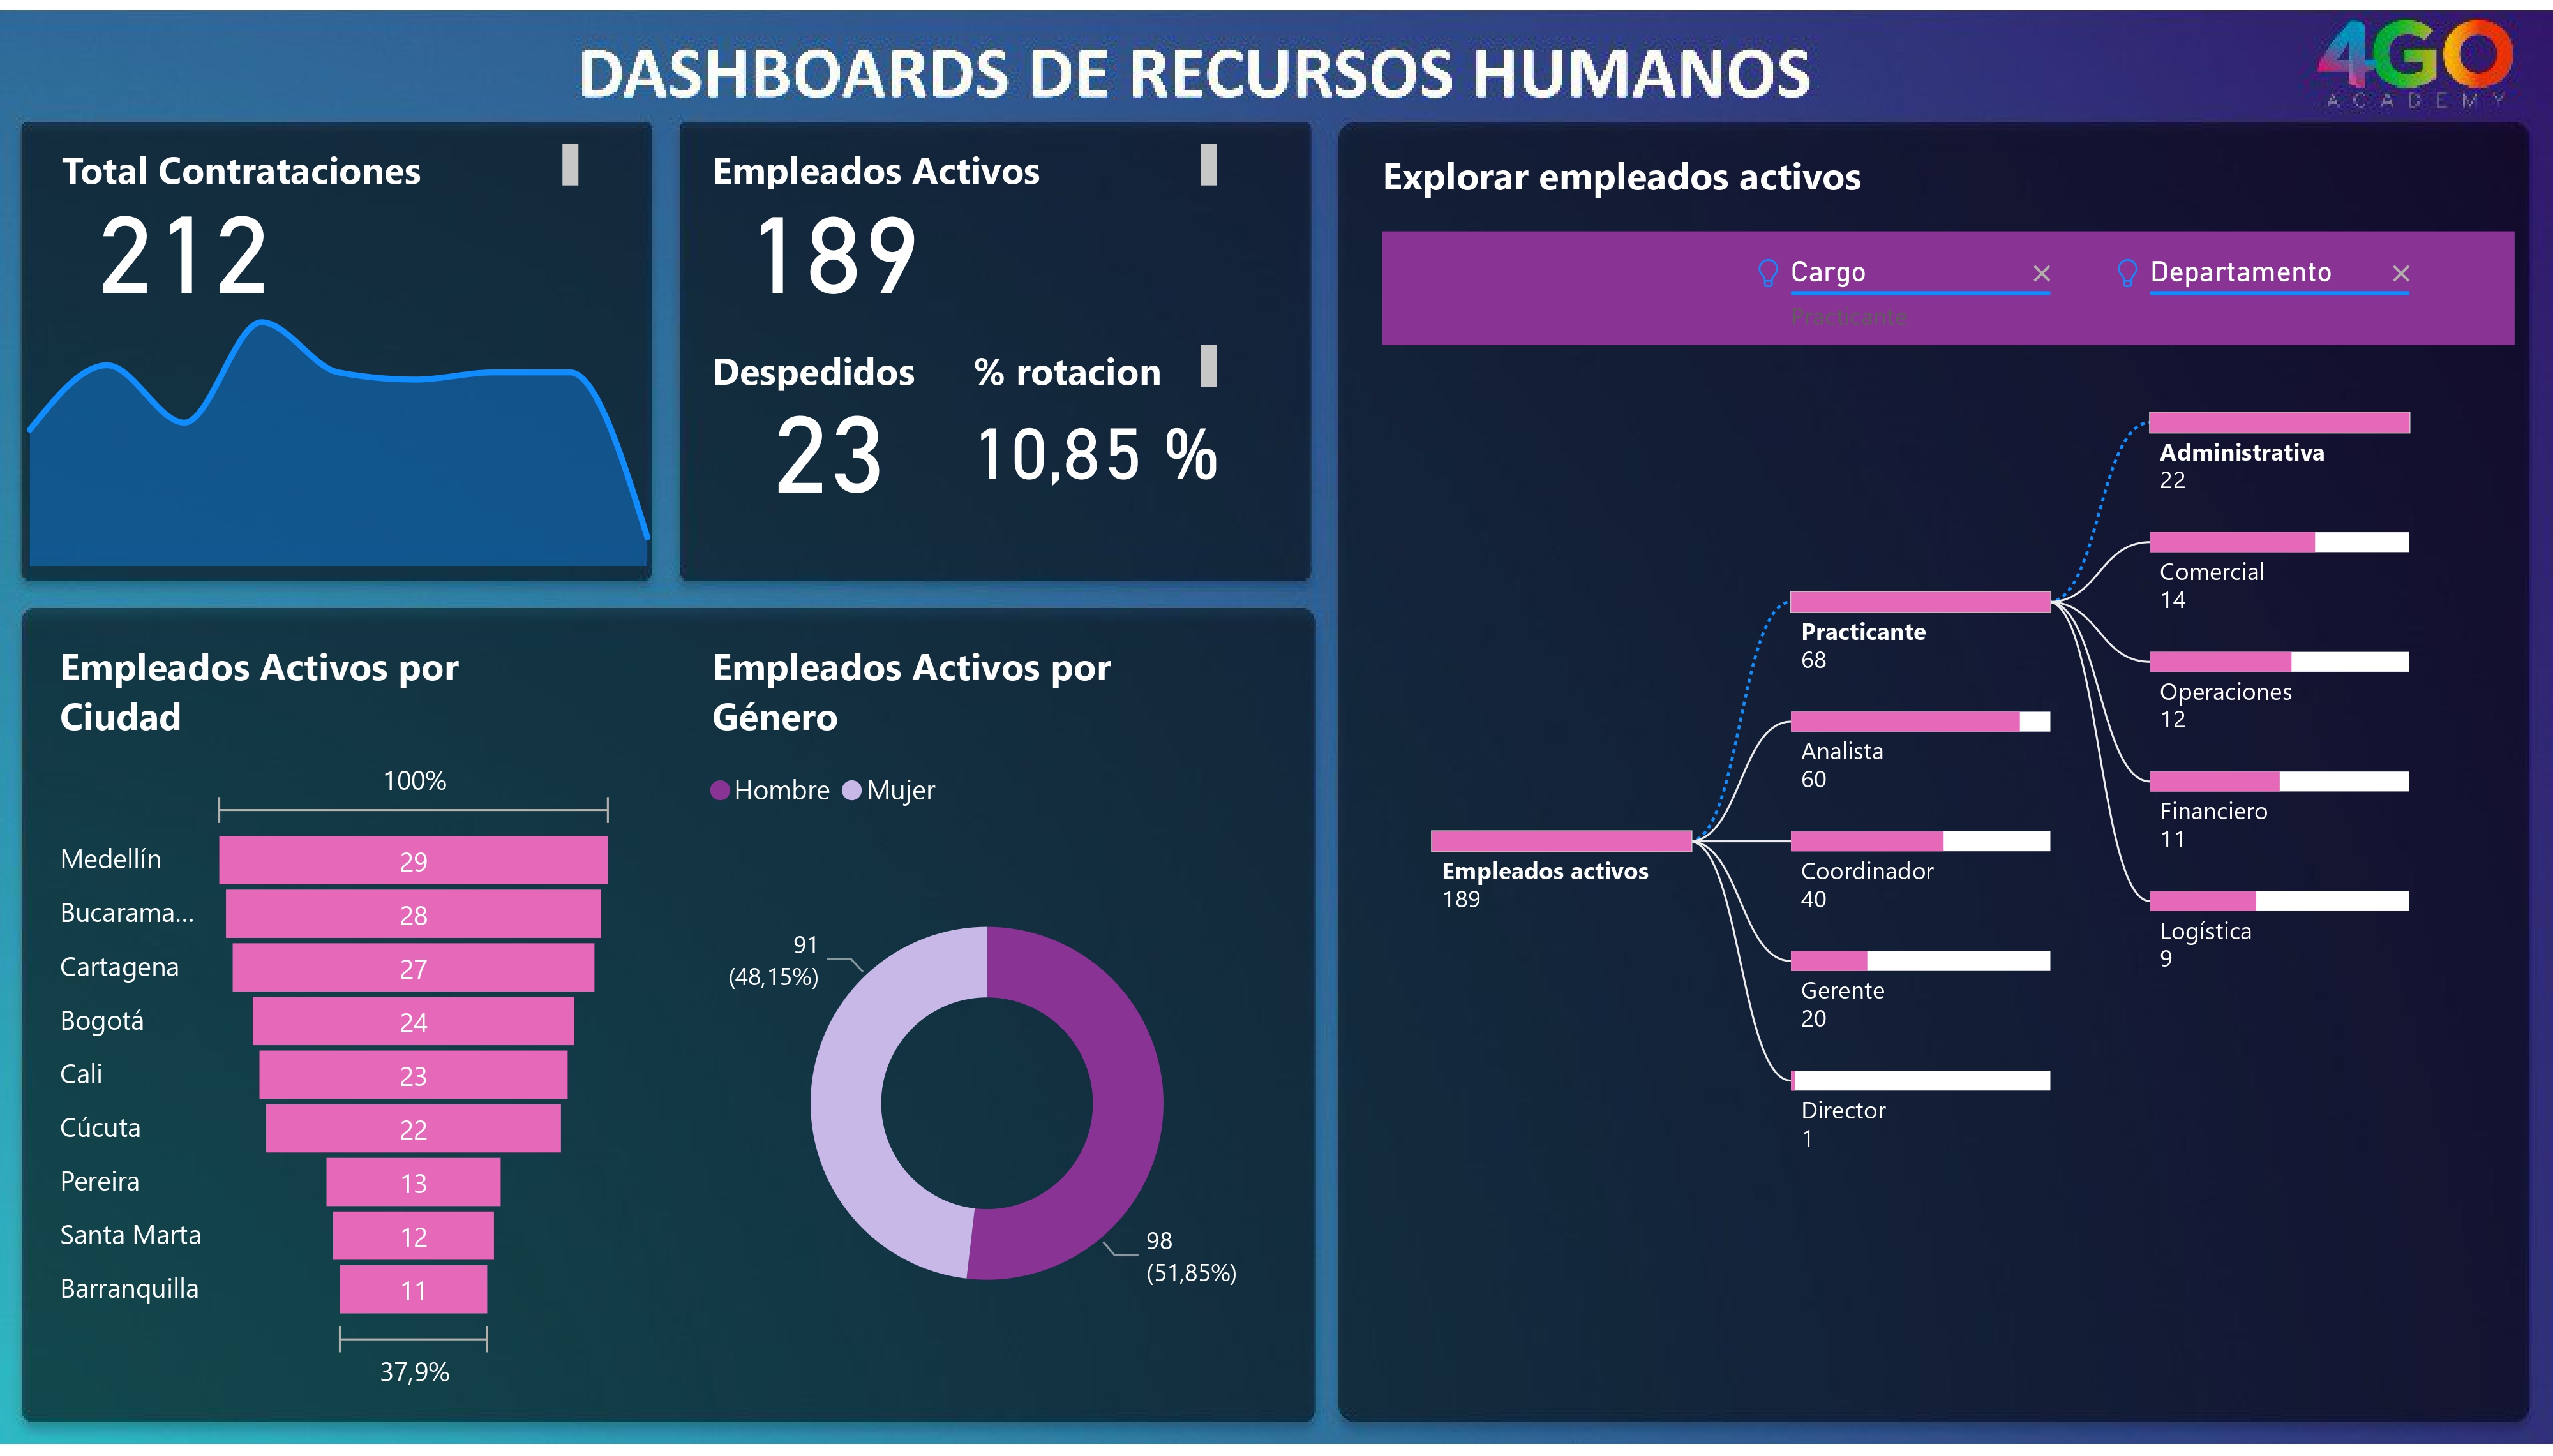 DASHBOARDS DE RECURSOS HUMANOS
4GO
ACADEMY
Total Contrataciones
212
Empleados Activos
189
Despedidos
% rotacion
23
10,85 %
Explorar empleados activos
Cargo
Departamento
Practicante
Empleados activos
189
Practicante
68
Analista
60
Coordinador
40
Gerente
20
Director
1
Administrativa
22
Comercial
14
Operaciones
12
Financiero
11
Logística
9
Empleados Activos por
Ciudad
100%
Medellín 29
Bucarama... 28
Cartagena 27
Bogotá 24
Cali 23
Cúcuta 22
Pereira 13
Santa Marta 12
Barranquilla 11
37,9%
Empleados Activos por
Género
Hombre Mujer
91
(48,15%)
98
(51,85%)